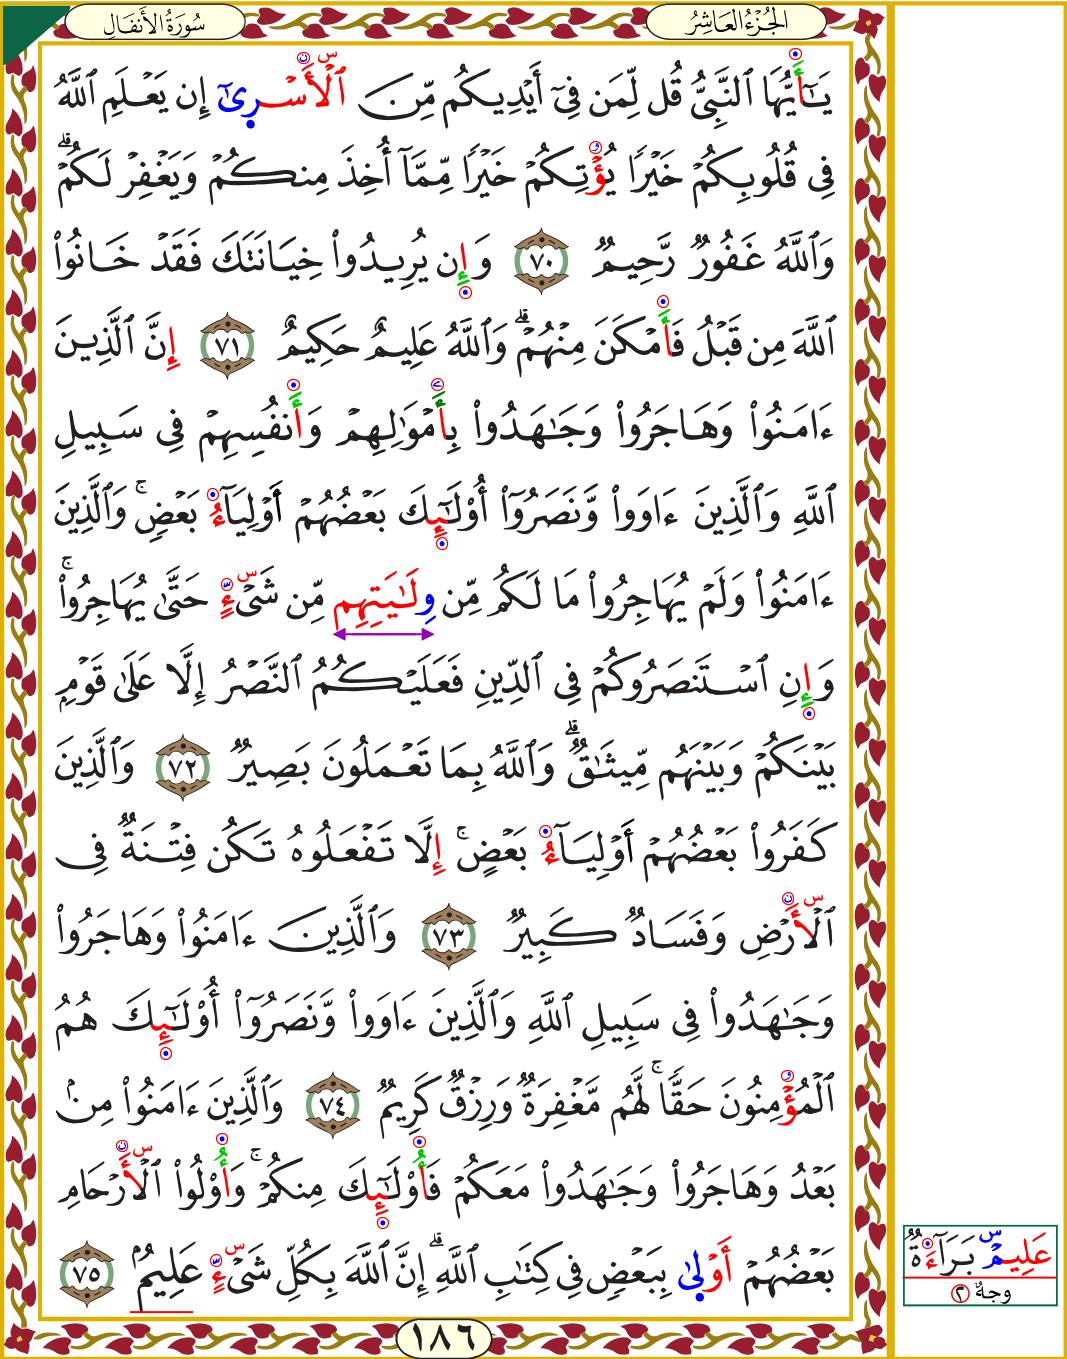 الجُزْءُ العَاشِرُ
سُورَةُ الأَنفَالِ
يَـٰٓأَيُّهَا ٱلنَّبِىُّ قُل لِّمَن فِىٓ أَيْدِيكُم مِّنَ ٱلْأَسْرَىٰٓ إِن يَعْلَمِ ٱللَّهُ
فِى قُلُوبِكُمْ خَيْرًا يُؤْتِكُمْ خَيْرًا مِّمَّآ أُخِذَ مِنكُمْ وَيَغْفِرْ لَكُمْ ۗ
وَٱللَّهُ غَفُورٌ رَّحِيمٌ ٧٠ وَإِن يُرِيدُوا۟ خِيَانَتَكَ فَقَدْ خَانُوا۟
ٱللَّهَ مِن قَبْلُ فَأَمْكَنَ مِنْهُمْ ۗ وَٱللَّهُ عَلِيمٌ حَكِيمٌ ٧١ إِنَّ ٱلَّذِينَ
ءَامَنُوا۟ وَهَاجَرُوا۟ وَجَـٰهَدُوا۟ بِأَمْوَٰلِهِمْ وَأَنفُسِهِمْ فِى سَبِيلِ
ٱللَّهِ وَٱلَّذِينَ ءَاوَوا۟ وَّنَصَرُوٓا۟ أُو۟لَـٰٓئِكَ بَعْضُهُمْ أَوْلِيَآءُ بَعْضٍ ۚ وَٱلَّذِينَ
ءَامَنُوا۟ وَلَمْ يُهَاجِرُوا۟ مَا لَكُم مِّن وِلَـٰيَتِهِم مِّن شَىْءٍ حَتَّىٰ يُهَاجِرُوا۟ ۚ
وَإِنِ ٱسْتَنصَرُوكُمْ فِى ٱلدِّينِ فَعَلَيْكُمُ ٱلنَّصْرُ إِلَّا عَلَىٰ قَوْمٍۭ
بَيْنَكُمْ وَبَيْنَهُم مِّيثَـٰقٌ ۗ وَٱللَّهُ بِمَا تَعْمَلُونَ بَصِيرٌ ٧٢ وَٱلَّذِينَ
كَفَرُوا۟ بَعْضُهُمْ أَوْلِيَآءُ بَعْضٍ ۚ إِلَّا تَفْعَلُوهُ تَكُن فِتْنَةٌ فِى
ٱلْأَرْضِ وَفَسَادٌ كَبِيرٌ ٧٣ وَٱلَّذِينَ ءَامَنُوا۟ وَهَاجَرُوا۟
وَجَـٰهَدُوا۟ فِى سَبِيلِ ٱللَّهِ وَٱلَّذِينَ ءَاوَوا۟ وَّنَصَرُوٓا۟ أُو۟لَـٰٓئِكَ هُمُ
ٱلْمُؤْمِنُونَ حَقًّا ۚ لَّهُم مَّغْفِرَةٌ وَرِزْقٌ كَرِيمٌ ٧٤ وَٱلَّذِينَ ءَامَنُوا۟ مِنۢ
بَعْدُ وَهَاجَرُوا۟ وَجَـٰهَدُوا۟ مَعَكُمْ فَأُو۟لَـٰٓئِكَ مِنكُمْ ۚ وَأُو۟لُوا۟ ٱلْأَرْحَامِ
بَعْضُهُمْ أَوْلَىٰ بِبَعْضٍ فِى كِتَـٰبِ ٱللَّهِ ۗ إِنَّ ٱللَّهَ بِكُلِّ شَىْءٍ عَلِيمٌۢ ٧٥
عَلِيمٌ بَرَآءَةٌ
٢ وجهٌ
١٨٦